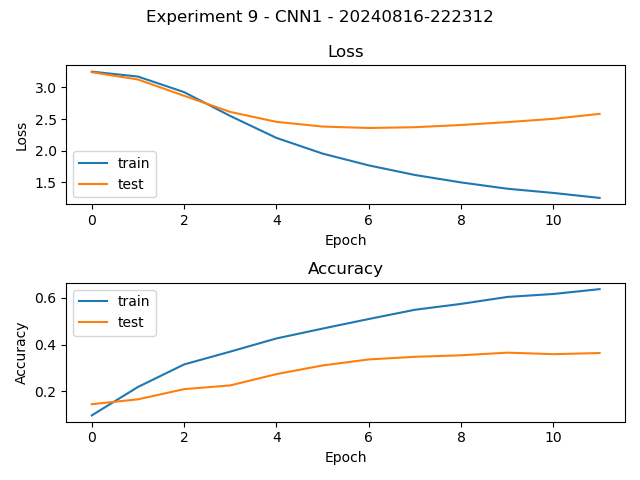 Experiment 9 - CNN1 - 20240816-222312
Loss
3.0
2.5
2.0
1.5
Loss
train
test
0 2 4 6 8 10
Epoch
Accuracy
0.6
0.4
0.2
Accuracy
train
test
0 2 4 6 8 10
Epoch